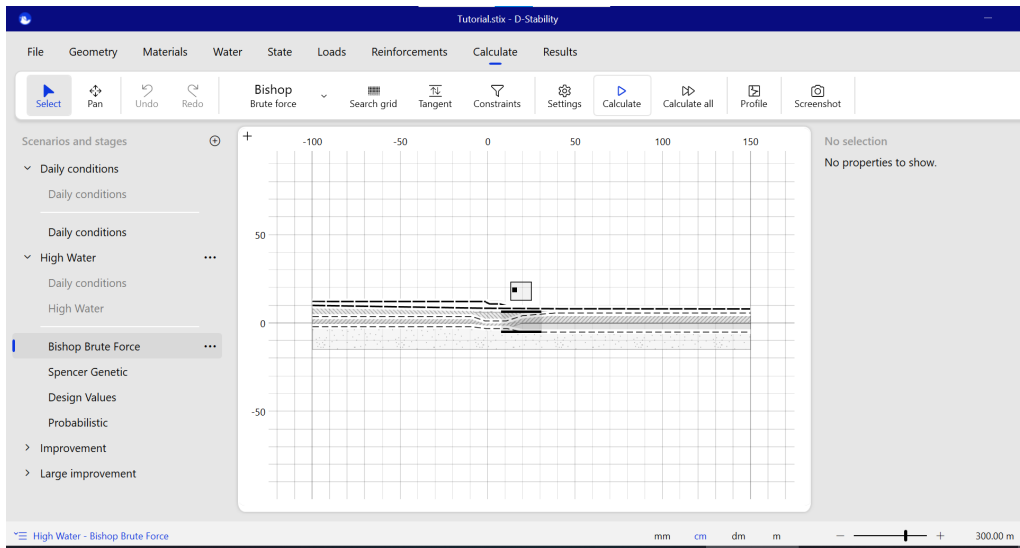 Tutorial.stix - D-Stability
File Geometry Materials Water State Loads Reinforcements Calculate Results
Select Pan Undo Redo Bishop Brute force Search grid Tangent Constraints Settings Calculate Calculate all Profile Screenshot
Scenarios and stages
Daily conditions
Daily conditions
Daily conditions
High Water
Daily conditions
High Water
Bishop Brute Force
Spencer Genetic
Design Values
Probabilistic
Improvement
Large improvement
-100 -50 0 50 100 150
50
0
-50
No selection
No properties to show.
High Water - Bishop Brute Force
mm cm dm m
300.00 m